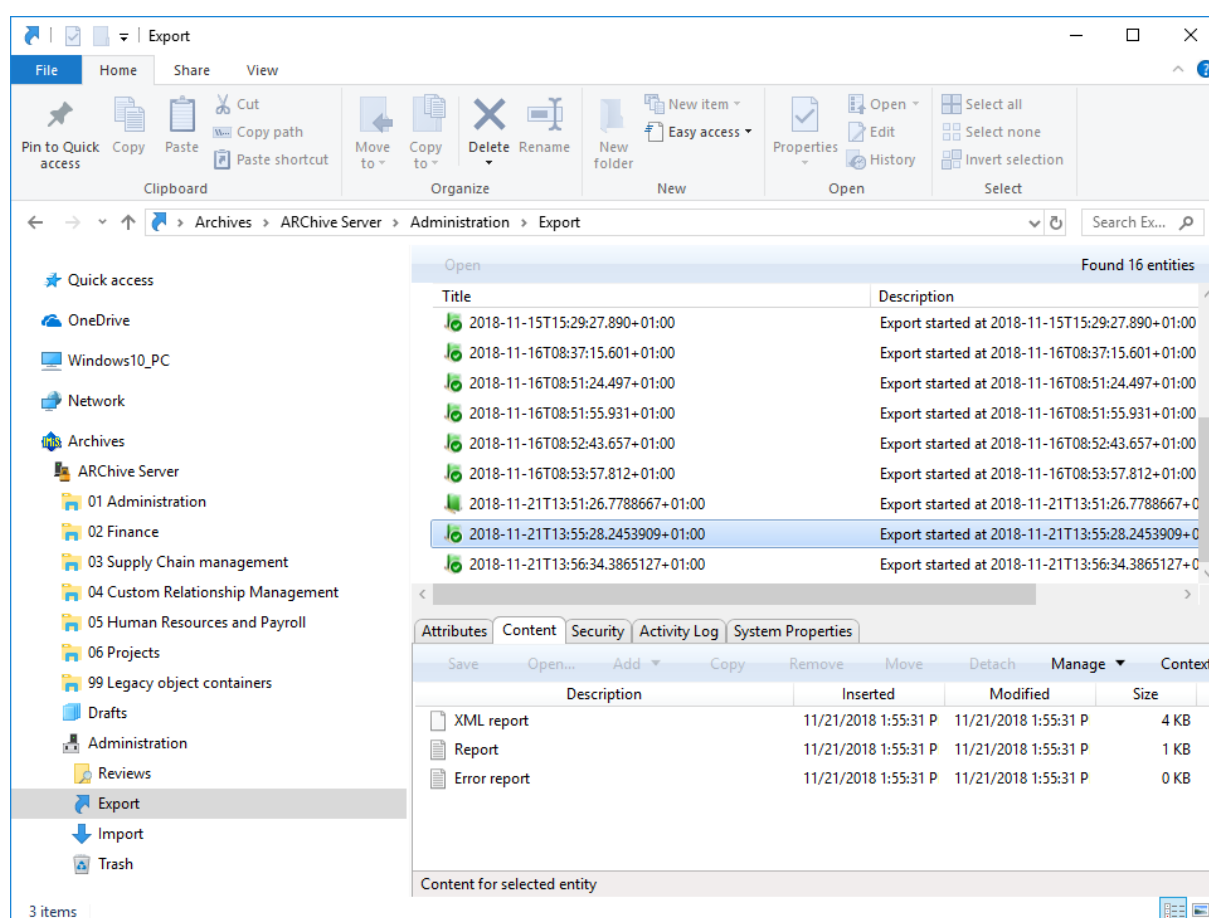 Export
File Home Share View
Pin to Quick access
Copy
Paste
Cut
Copy path
Paste shortcut
Clipboard
Move to
Copy to
Delete
Rename
Organize
New folder
New item
Easy access
New
Properties
Open
Edit
History
Open
Select all
Select none
Invert selection
Select
Archives > ARChive Server > Administration > Export
Search Ex...
Quick access
OneDrive
Windows10_PC
Network
Archives
ARChive Server
01 Administration
02 Finance
03 Supply Chain management
04 Custom Relationship Management
05 Human Resources and Payroll
06 Projects
99 Legacy object containers
Drafts
Administration
Reviews
Export
Import
Trash
Open Found 16 entities
Title Description
2018-11-15T15:29:27.890+01:00 Export started at 2018-11-15T15:29:27.890+01:00
2018-11-16T08:37:15.601+01:00 Export started at 2018-11-16T08:37:15.601+01:00
2018-11-16T08:51:24.497+01:00 Export started at 2018-11-16T08:51:24.497+01:00
2018-11-16T08:51:55.931+01:00 Export started at 2018-11-16T08:51:55.931+01:00
2018-11-16T08:52:43.657+01:00 Export started at 2018-11-16T08:52:43.657+01:00
2018-11-16T08:53:57.812+01:00 Export started at 2018-11-16T08:53:57.812+01:00
2018-11-21T13:51:26.7788667+01:00 Export started at 2018-11-21T13:51:26.7788667+0
2018-11-21T13:55:28.2453909+01:00 Export started at 2018-11-21T13:55:28.2453909+0
2018-11-21T13:56:34.3865127+01:00 Export started at 2018-11-21T13:56:34.3865127+0
Attributes Content Security Activity Log System Properties
Save Open... Add Copy Remove Move Detach Manage Context
Description Inserted Modified Size
XML report 11/21/2018 1:55:31 P 11/21/2018 1:55:31 P 4 KB
Report 11/21/2018 1:55:31 P 11/21/2018 1:55:31 P 1 KB
Error report 11/21/2018 1:55:31 P 11/21/2018 1:55:31 P 0 KB
Content for selected entity
3 items